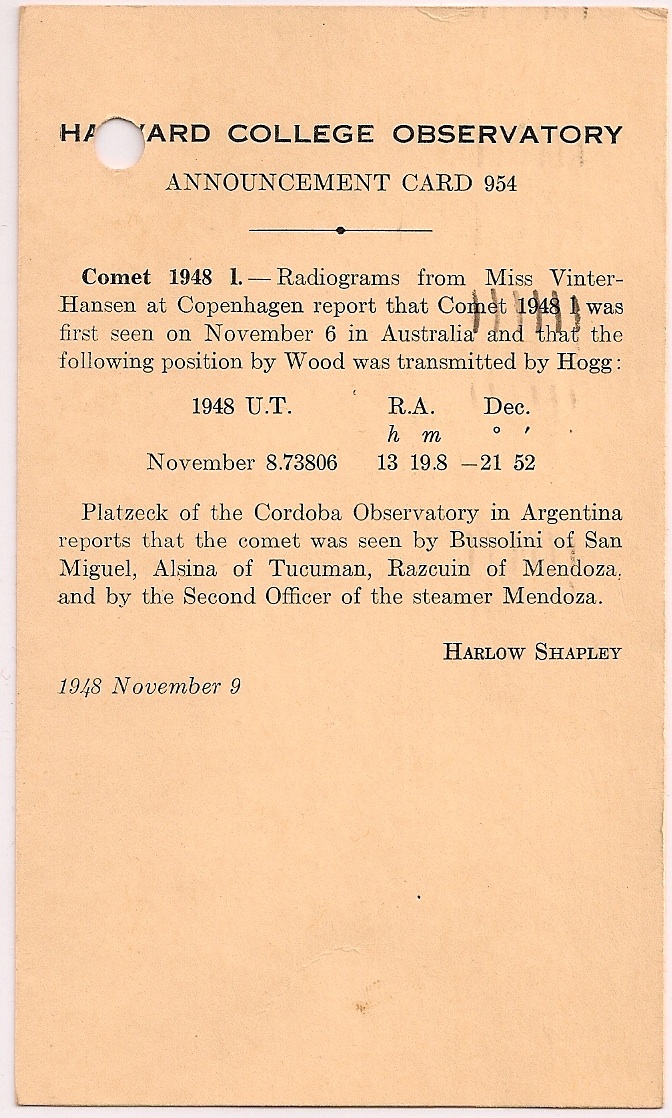 HA VARD COLLEGE OBSERVATORY
ANNOUNCEMENT CARD 954
Comet 1948 l. — Radiograms from Miss Vinter-
Hansen at Copenhagen report that Comet 1948 l was
first seen on November 6 in Australia and that the
following position by Wood was transmitted by Hogg:
1948 U.T. R.A. Dec.
h m ° ′
November 8.73806 13 19.8 —21 52
Platzeck of the Cordoba Observatory in Argentina
reports that the comet was seen by Bussolini of San
Miguel, Alsina of Tucuman, Razcuin of Mendoza,
and by the Second Officer of the steamer Mendoza.
HARLOW SHAPLEY
1948 November 9